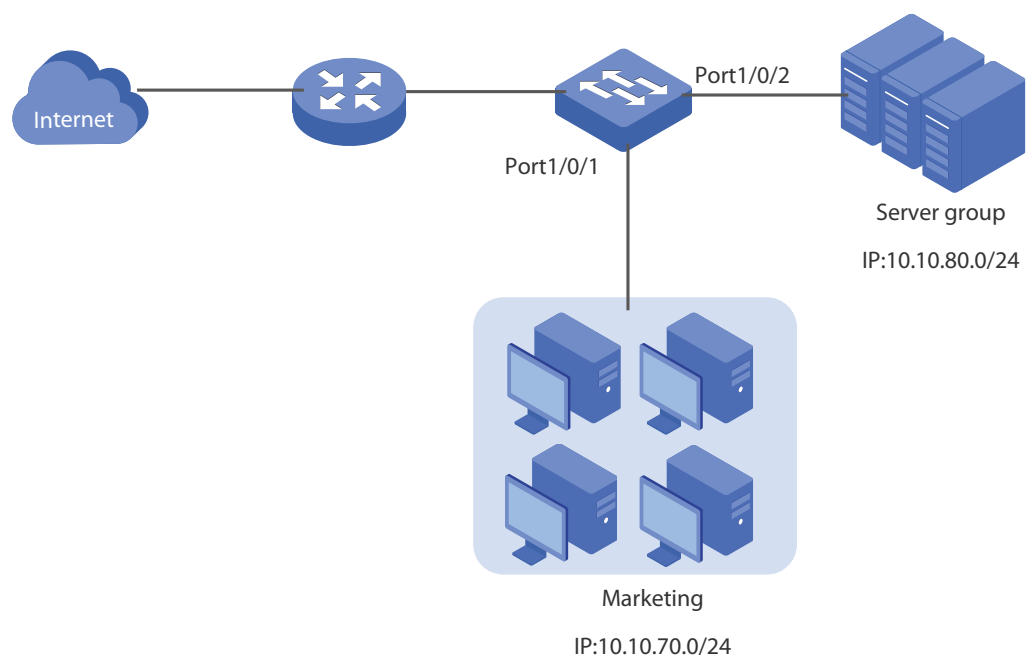 Internet
Port1/0/2
Port1/0/1
Server group
IP:10.10.80.0/24
Marketing
IP:10.10.70.0/24